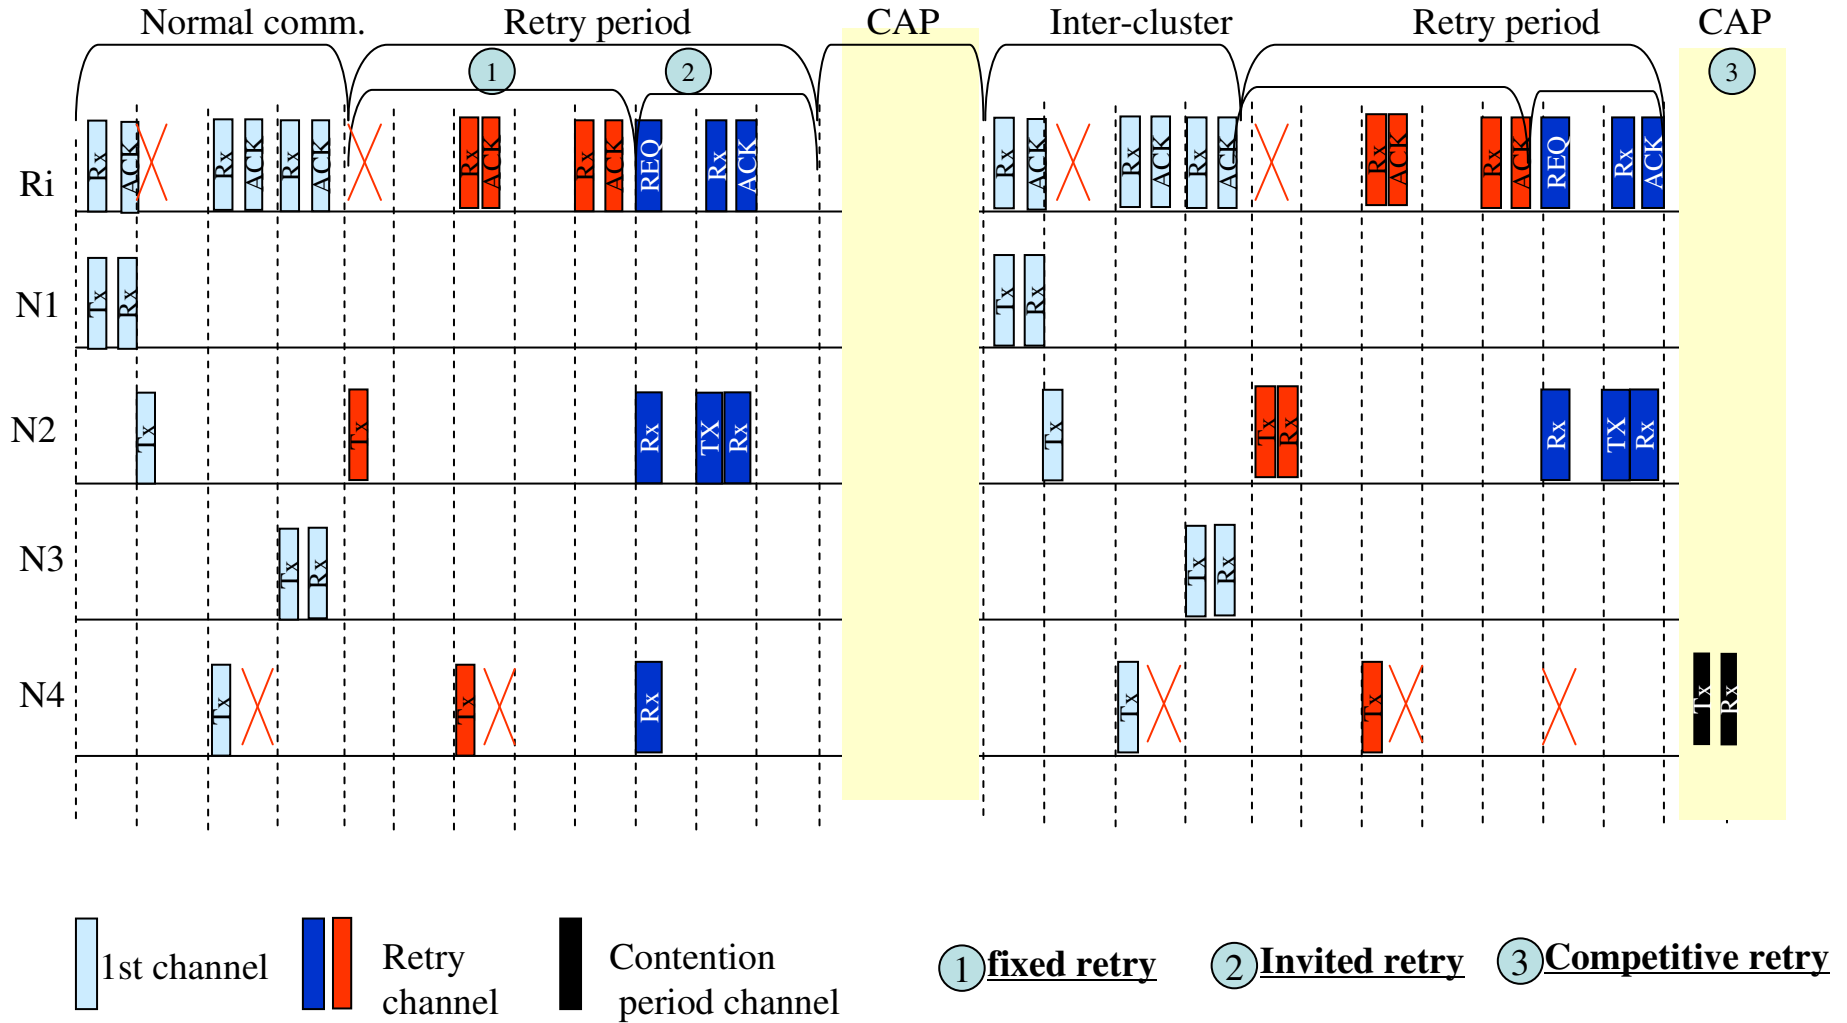 Normal comm. Retry period CAP Inter-cluster Retry period CAP
1 2 3
Ri Rx ACK Rx ACK Rx ACK Rx ACK Rx ACK REQ Rx ACK Rx ACK Rx ACK Rx ACK Rx ACK Rx ACK REQ Rx ACK
N1 Tx Rx Tx Rx
N2 Tx Tx Rx TX Rx Tx Tx Rx Rx TX Rx
N3 Tx Rx Tx Rx
N4 Tx Tx Rx Tx Tx Tx Rx
1st channel
Retry
channel
Contention
period channel
1 fixed retry
2 Invited retry
3 Competitive retry